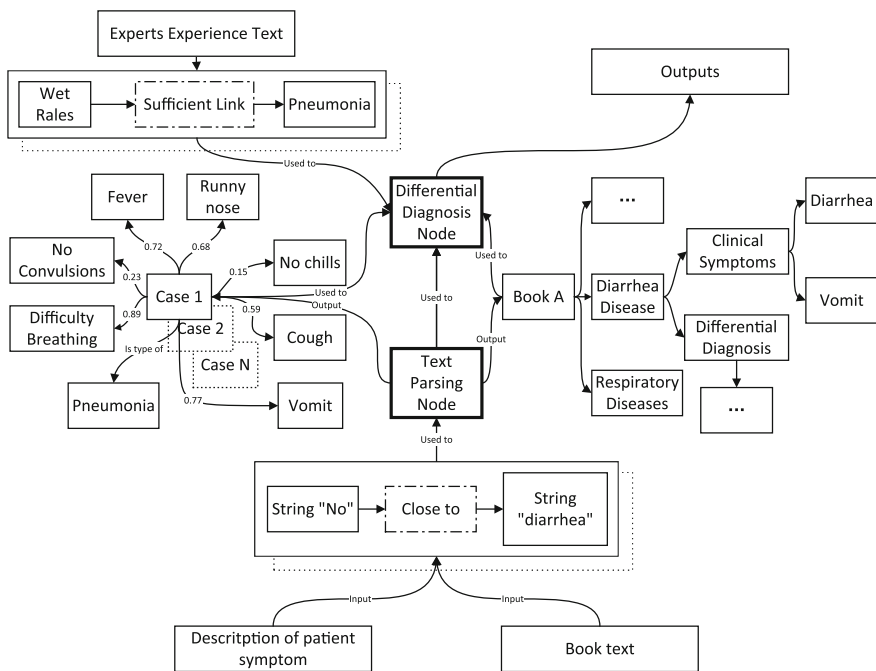 Experts Experience Text
Wet
Rales
Sufficient Link
Pneumonia
Outputs
Used to
Fever
Runny
nose
Differential
Diagnosis
Node
...
Diarrhea
0.72
0.68
No
Convulsions
0.23
0.15
No chills
Used to
Clinical
Symptoms
Case 1
Used to
Output
Used to
Book A
Diarrhea
Disease
Vomit
0.89
0.59
Difficulty
Breathing
Case 2
Cough
Output
Differential
Diagnosis
Is type of
Case N
Text
Parsing
Node
Respiratory
Diseases
Pneumonia
0.77
Vomit
...
Used to
String "No"
Close to
String
"diarrhea"
Input
Input
Descritption of patient
symptom
Book text